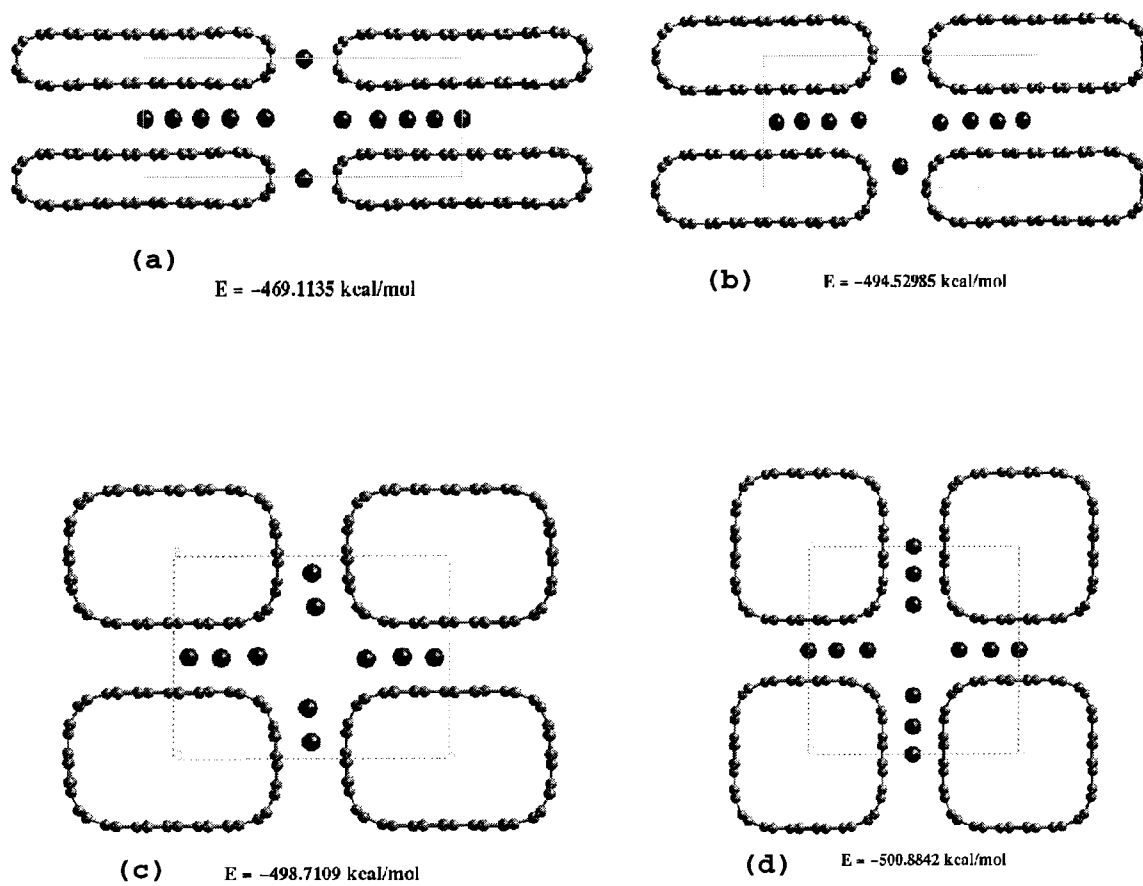 (a)
E = −469.1135 kcal/mol
(b)
E = −494.52985 kcal/mol
(c)
E = −498.7109 kcal/mol
(d)
E = −500.8842 kcal/mol